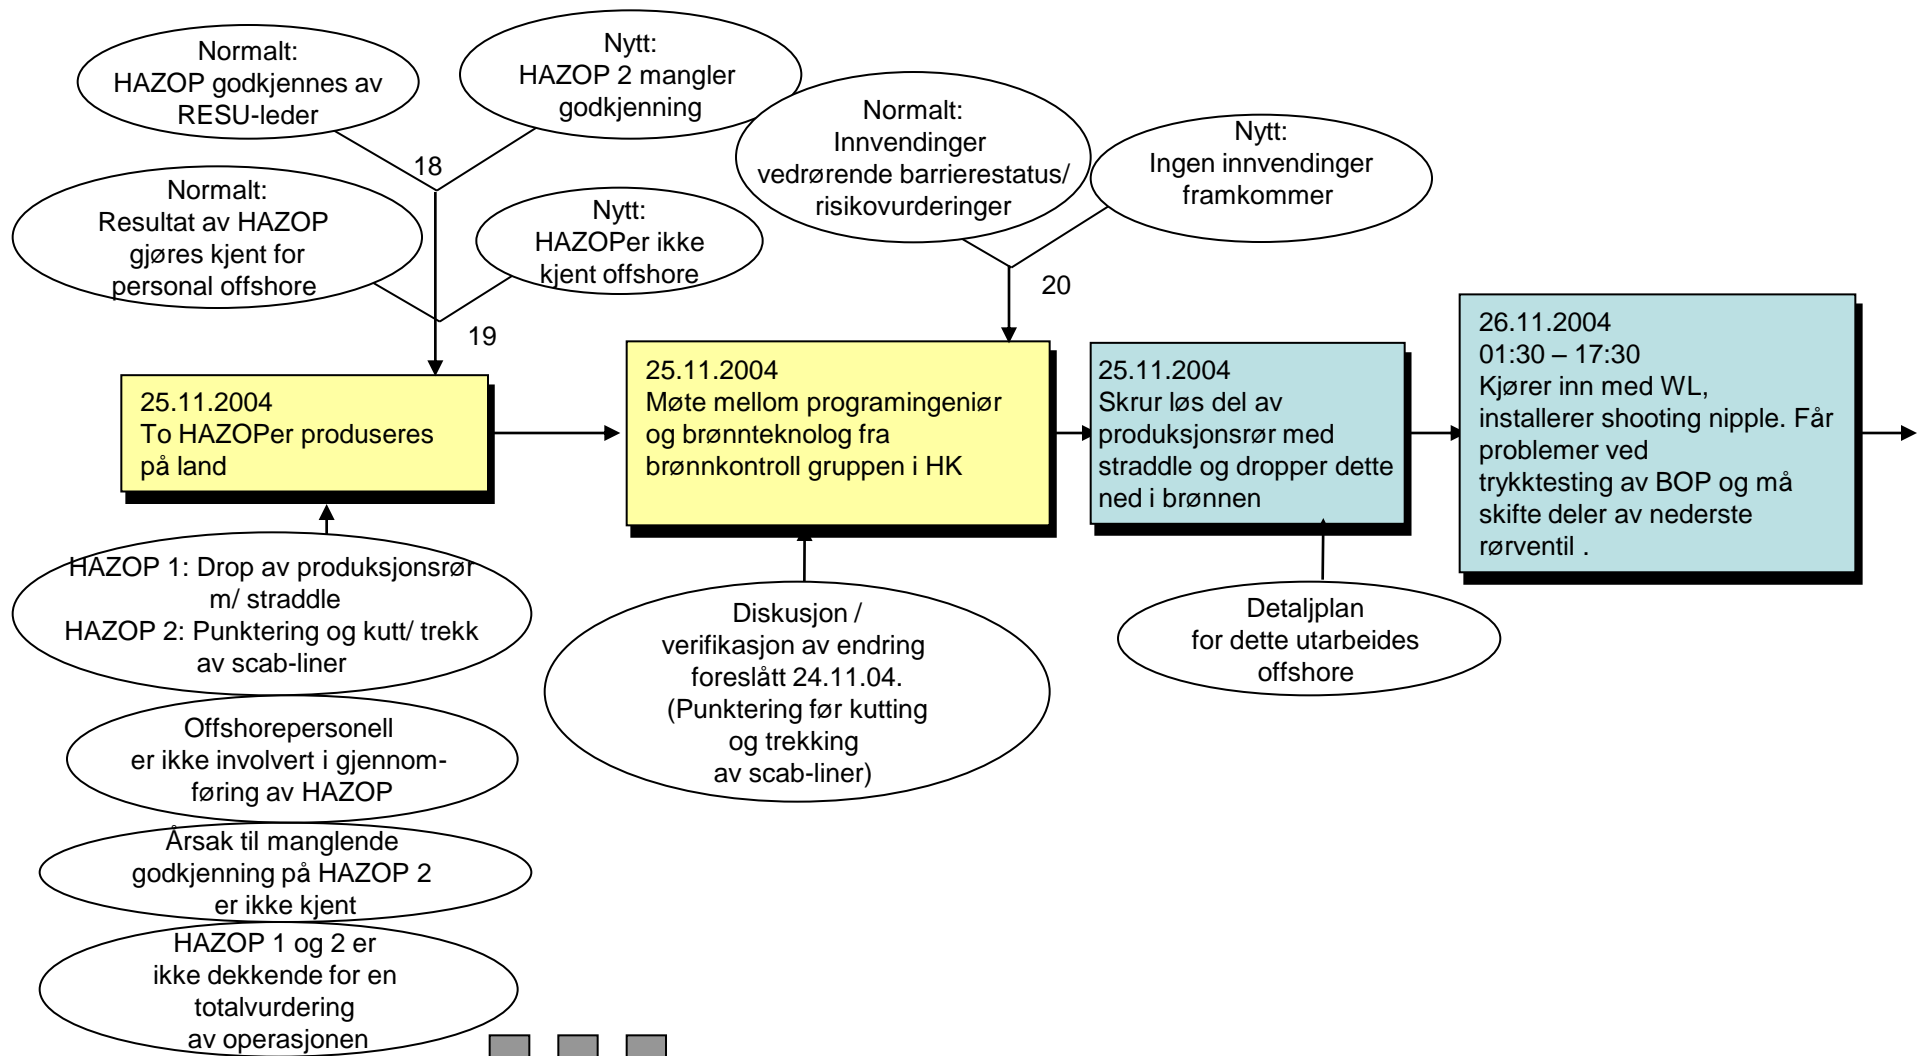 Normalt:
HAZOP godkjennes av
RESU-leder
Nytt:
HAZOP 2 mangler
godkjenning
18
Normalt:
Resultat av HAZOP
gjøres kjent for
personal offshore
Nytt:
HAZOPer ikke
kjent offshore
19
Normalt:
Innvendinger
vedrørende barrierestatus/
risikovurderinger
Nytt:
Ingen innvendinger
framkommer
20
25.11.2004
To HAZOPer produseres
på land
25.11.2004
Møte mellom programingeniør
og brønnteknolog fra
brønnkontroll gruppen i HK
25.11.2004
Skrur løs del av
produksjonsrør med
straddle og dropper dette
ned i brønnen
26.11.2004
01:30 – 17:30
Kjører inn med WL,
installerer shooting nipple. Får
problemer ved
trykktesting av BOP og må
skifte deler av nederste
rørventil .
HAZOP 1: Drop av produksjonsrør
m/ straddle
HAZOP 2: Punktering og kutt/ trekk
av scab-liner
Offshorepersonell
er ikke involvert i gjennom-
føring av HAZOP
Årsak til manglende
godkjenning på HAZOP 2
er ikke kjent
HAZOP 1 og 2 er
ikke dekkende for en
totalvurdering
av operasjonen
Diskusjon /
verifikasjon av endring
foreslått 24.11.04.
(Punktering før kutting
og trekking
av scab-liner)
Detaljplan
for dette utarbeides
offshore